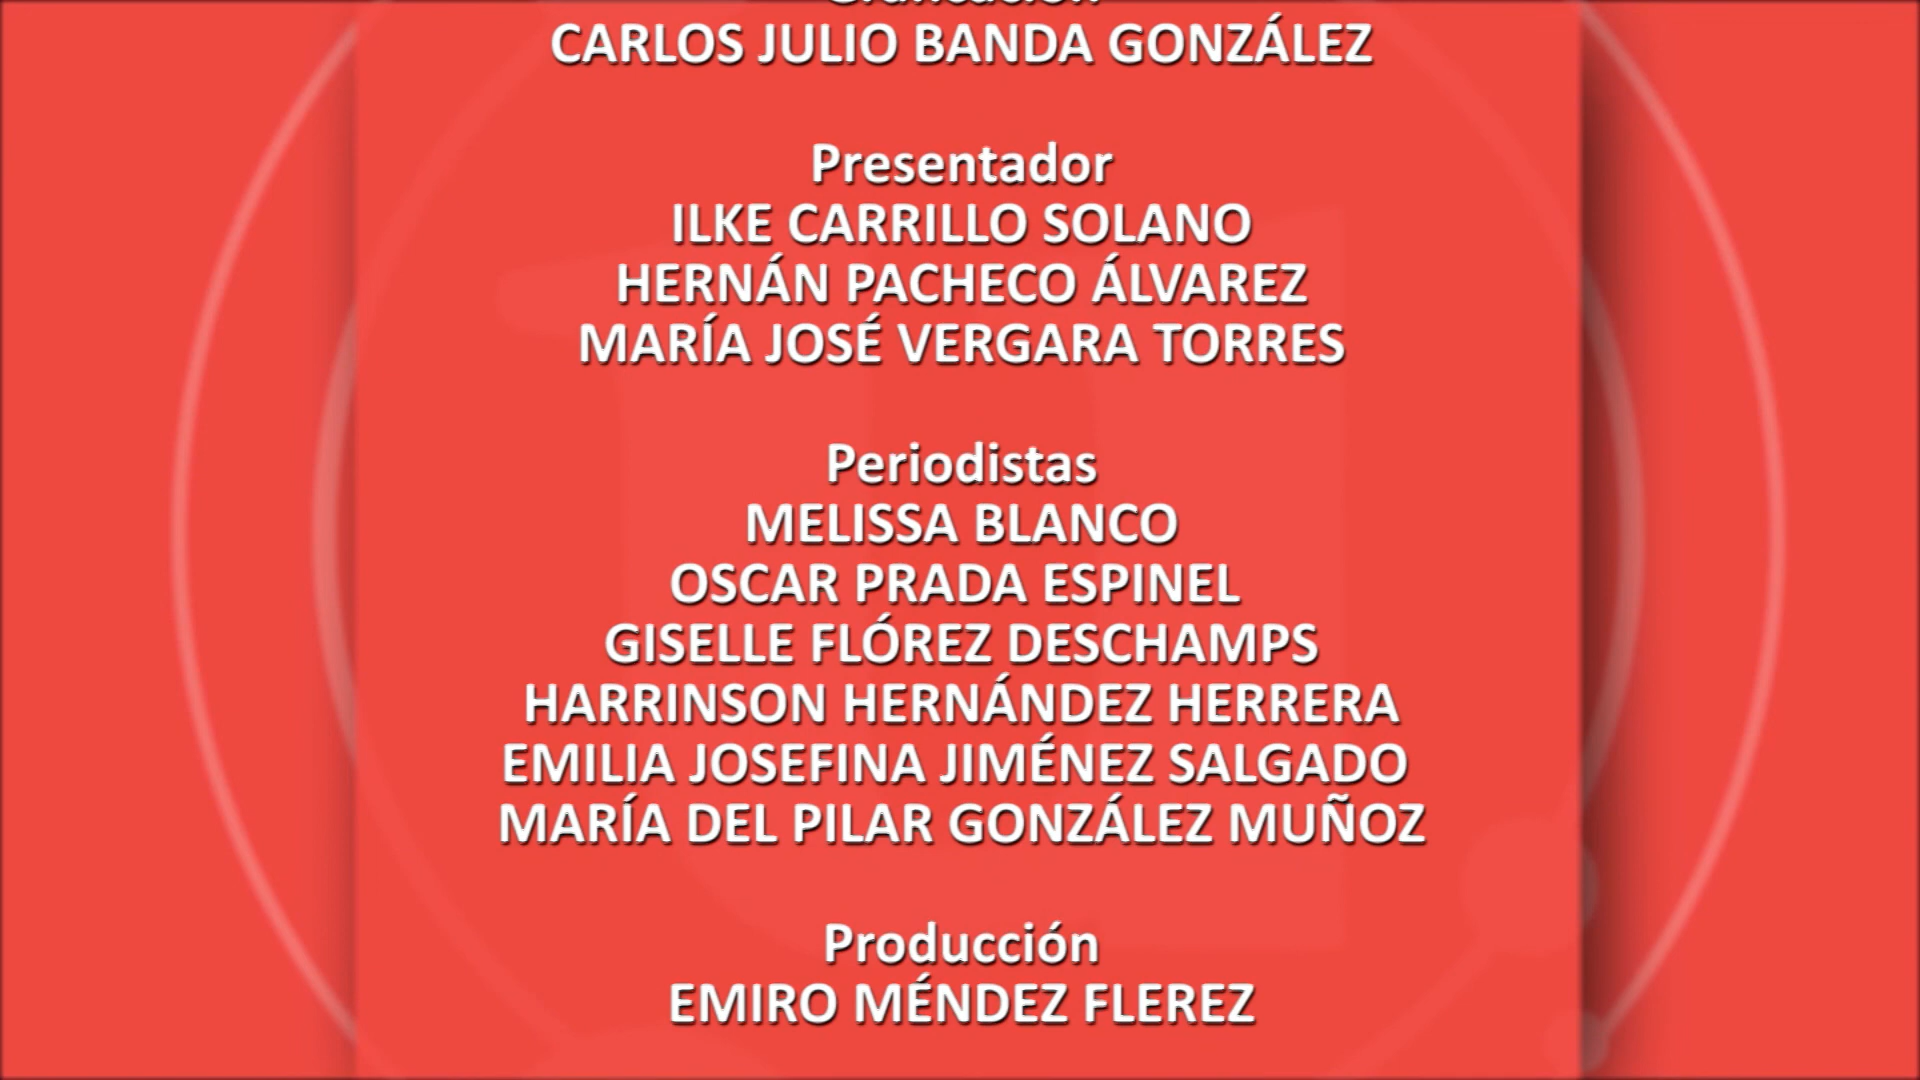 CARLOS JULIO BANDA GONZÁLEZ
Presentador
ILKE CARRILLO SOLANO
HERNÁN PACHECO ÁLVAREZ
MARÍA JOSÉ VERGARA TORRES
Periodistas
MELISSA BLANCO
OSCAR PRADA ESPINEL
GISELLE FLÓREZ DESCHAMPS
HARRINSON HERNÁNDEZ HERRERA
EMILIA JOSEFINA JIMÉNEZ SALGADO
MARÍA DEL PILAR GONZÁLEZ MUÑOZ
Producción
EMIRO MÉNDEZ FLEREZ